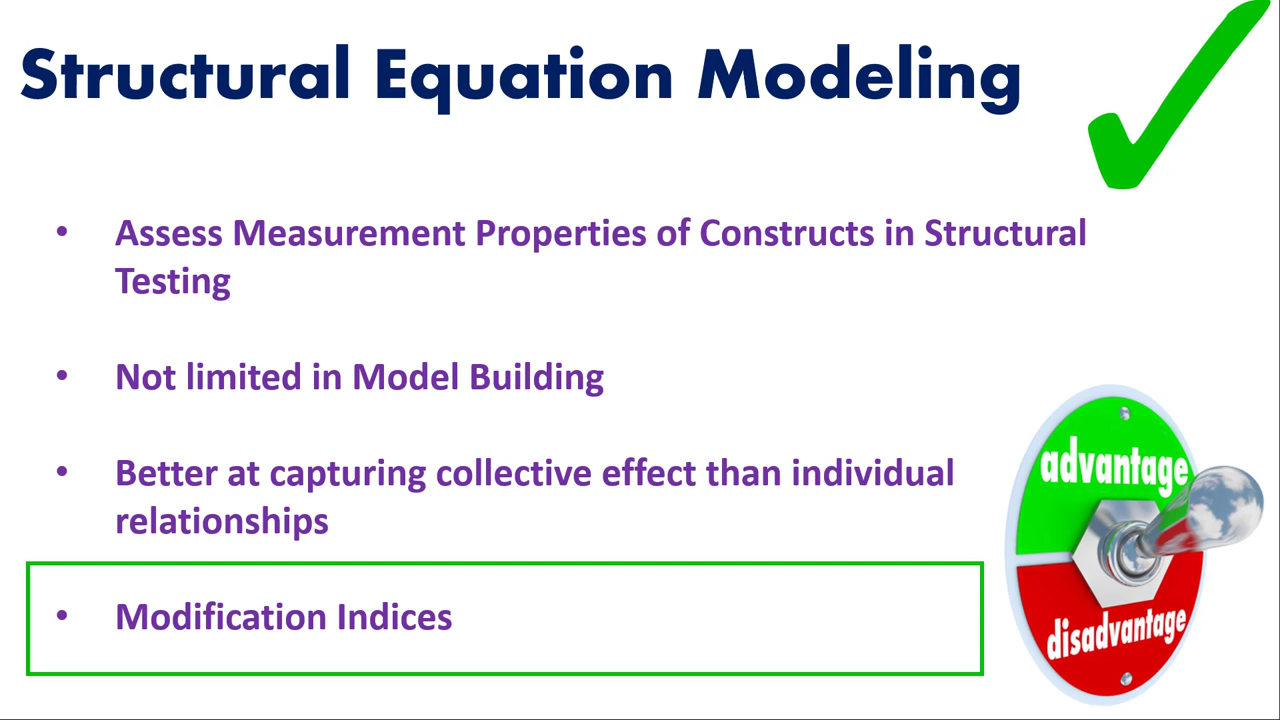 Structural Equation Modeling
• Assess Measurement Properties of Constructs in Structural
Testing
• Not limited in Model Building
• Better at capturing collective effect than individual
relationships
• Modification Indices
advantage
disadvantage